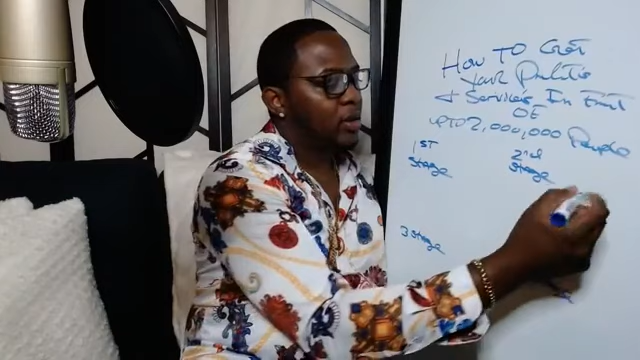 How To Get
Your
+ Services In Front
OF
upto 2,000,000 People
1ST
Stage
2nd
Stage
3 Stage